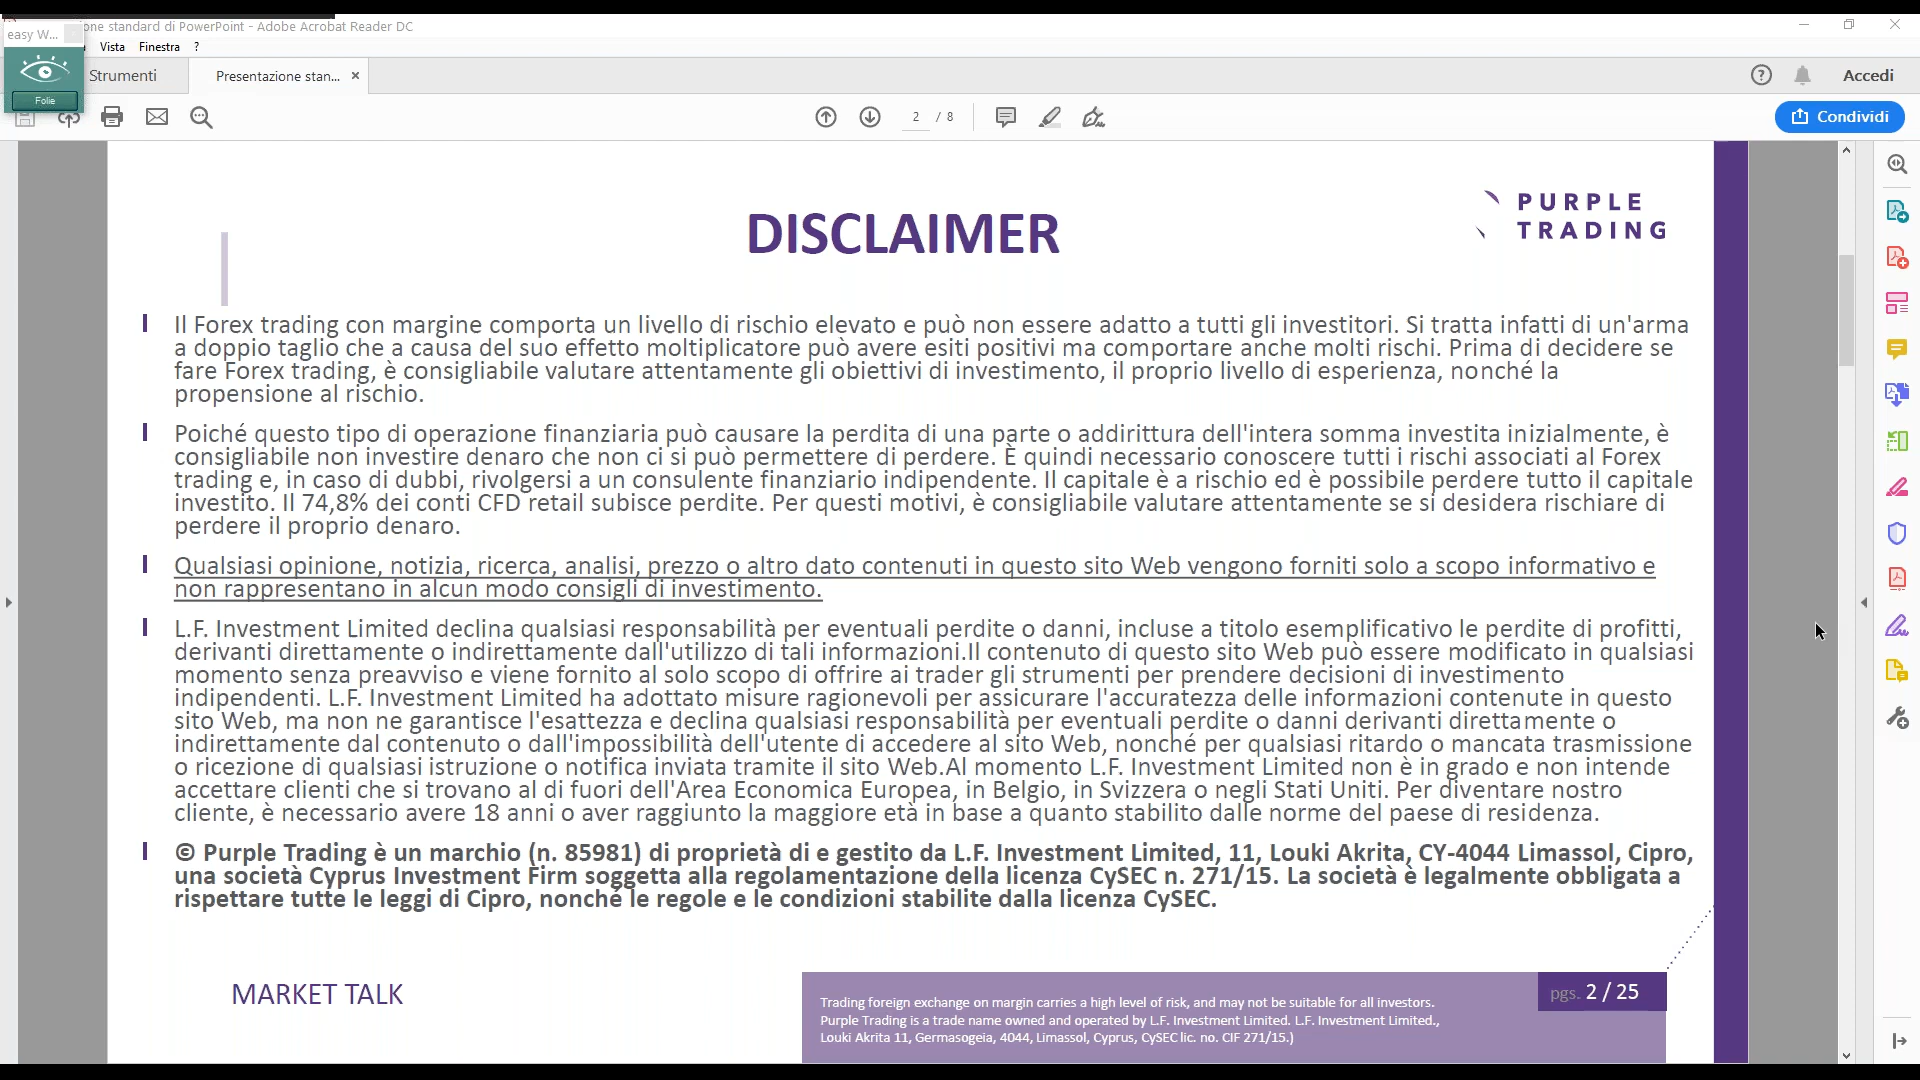 ne standard di PowerPoint - Adobe Acrobat Reader DC
easy W...
Vista Finestra ?
Strumenti
Presentazione stan...
Accedi
Folie
2 / 8
Condividi
PURPLE
TRADING
DISCLAIMER
Il Forex trading con margine comporta un livello di rischio elevato e può non essere adatto a tutti gli investitori. Si tratta infatti di un'arma
a doppio taglio che a causa del suo effetto moltiplicatore può avere esiti positivi ma comportare anche molti rischi. Prima di decidere se
fare Forex trading, è consigliabile valutare attentamente gli obiettivi di investimento, il proprio livello di esperienza, nonché la
propensione al rischio.
Poiché questo tipo di operazione finanziaria può causare la perdita di una parte o addirittura dell'intera somma investita inizialmente, è
consigliabile non investire denaro che non ci si può permettere di perdere. È quindi necessario conoscere tutti i rischi associati al Forex
trading e, in caso di dubbi, rivolgersi a un consulente finanziario indipendente. Il capitale è a rischio ed è possibile perdere tutto il capitale
investito. Il 74,8% dei conti CFD retail subisce perdite. Per questi motivi, è consigliabile valutare attentamente se si desidera rischiare di
perdere il proprio denaro.
Qualsiasi opinione, notizia, ricerca, analisi, prezzo o altro dato contenuti in questo sito Web vengono forniti solo a scopo informativo e
non rappresentano in alcun modo consigli di investimento.
L.F. Investment Limited declina qualsiasi responsabilità per eventuali perdite o danni, incluse a titolo esemplificativo le perdite di profitti,
derivanti direttamente o indirettamente dall'utilizzo di tali informazioni.Il contenuto di questo sito Web può essere modificato in qualsiasi
momento senza preavviso e viene fornito al solo scopo di offrire ai trader gli strumenti per prendere decisioni di investimento
indipendenti. L.F. Investment Limited ha adottato misure ragionevoli per assicurare l'accuratezza delle informazioni contenute in questo
sito Web, ma non ne garantisce l'esattezza e declina qualsiasi responsabilità per eventuali perdite o danni derivanti direttamente o
indirettamente dal contenuto o dall'impossibilità dell'utente di accedere al sito Web, nonché per qualsiasi ritardo o mancata trasmissione
o ricezione di qualsiasi istruzione o notifica inviata tramite il sito Web.Al momento L.F. Investment Limited non è in grado e non intende
accettare clienti che si trovano al di fuori dell'Area Economica Europea, in Belgio, in Svizzera o negli Stati Uniti. Per diventare nostro
cliente, è necessario avere 18 anni o aver raggiunto la maggiore età in base a quanto stabilito dalle norme del paese di residenza.
© Purple Trading è un marchio (n. 85981) di proprietà di e gestito da L.F. Investment Limited, 11, Louki Akrita, CY-4044 Limassol, Cipro,
una società Cyprus Investment Firm soggetta alla regolamentazione della licenza CySEC n. 271/15. La società è legalmente obbligata a
rispettare tutte le leggi di Cipro, nonché le regole e le condizioni stabilite dalla licenza CySEC.
MARKET TALK
pgs. 2 / 25
Trading foreign exchange on margin carries a high level of risk, and may not be suitable for all investors.
Purple Trading is a trade name owned and operated by L.F. Investment Limited. L.F. Investment Limited.,
Louki Akrita 11, Germasogeia, 4044, Limassol, Cyprus, CySEC lic. no. CIF 271/15.)